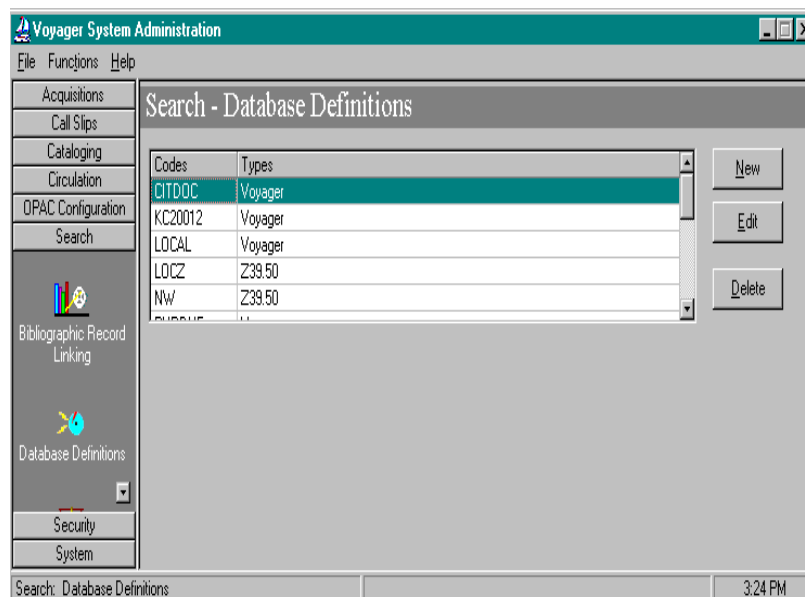 Voyager System Administration
File Functions Help
Acquisitions
Call Slips
Cataloging
Circulation
OPAC Configuration
Search
Bibliographic Record
Linking
Database Definitions
Security
System
Search - Database Definitions
Codes Types
CITDOC Voyager
KC20012 Voyager
LOCAL Voyager
LOCZ Z39.50
NW Z39.50
New
Edit
Delete
Search: Database Definitions
3:24 PM